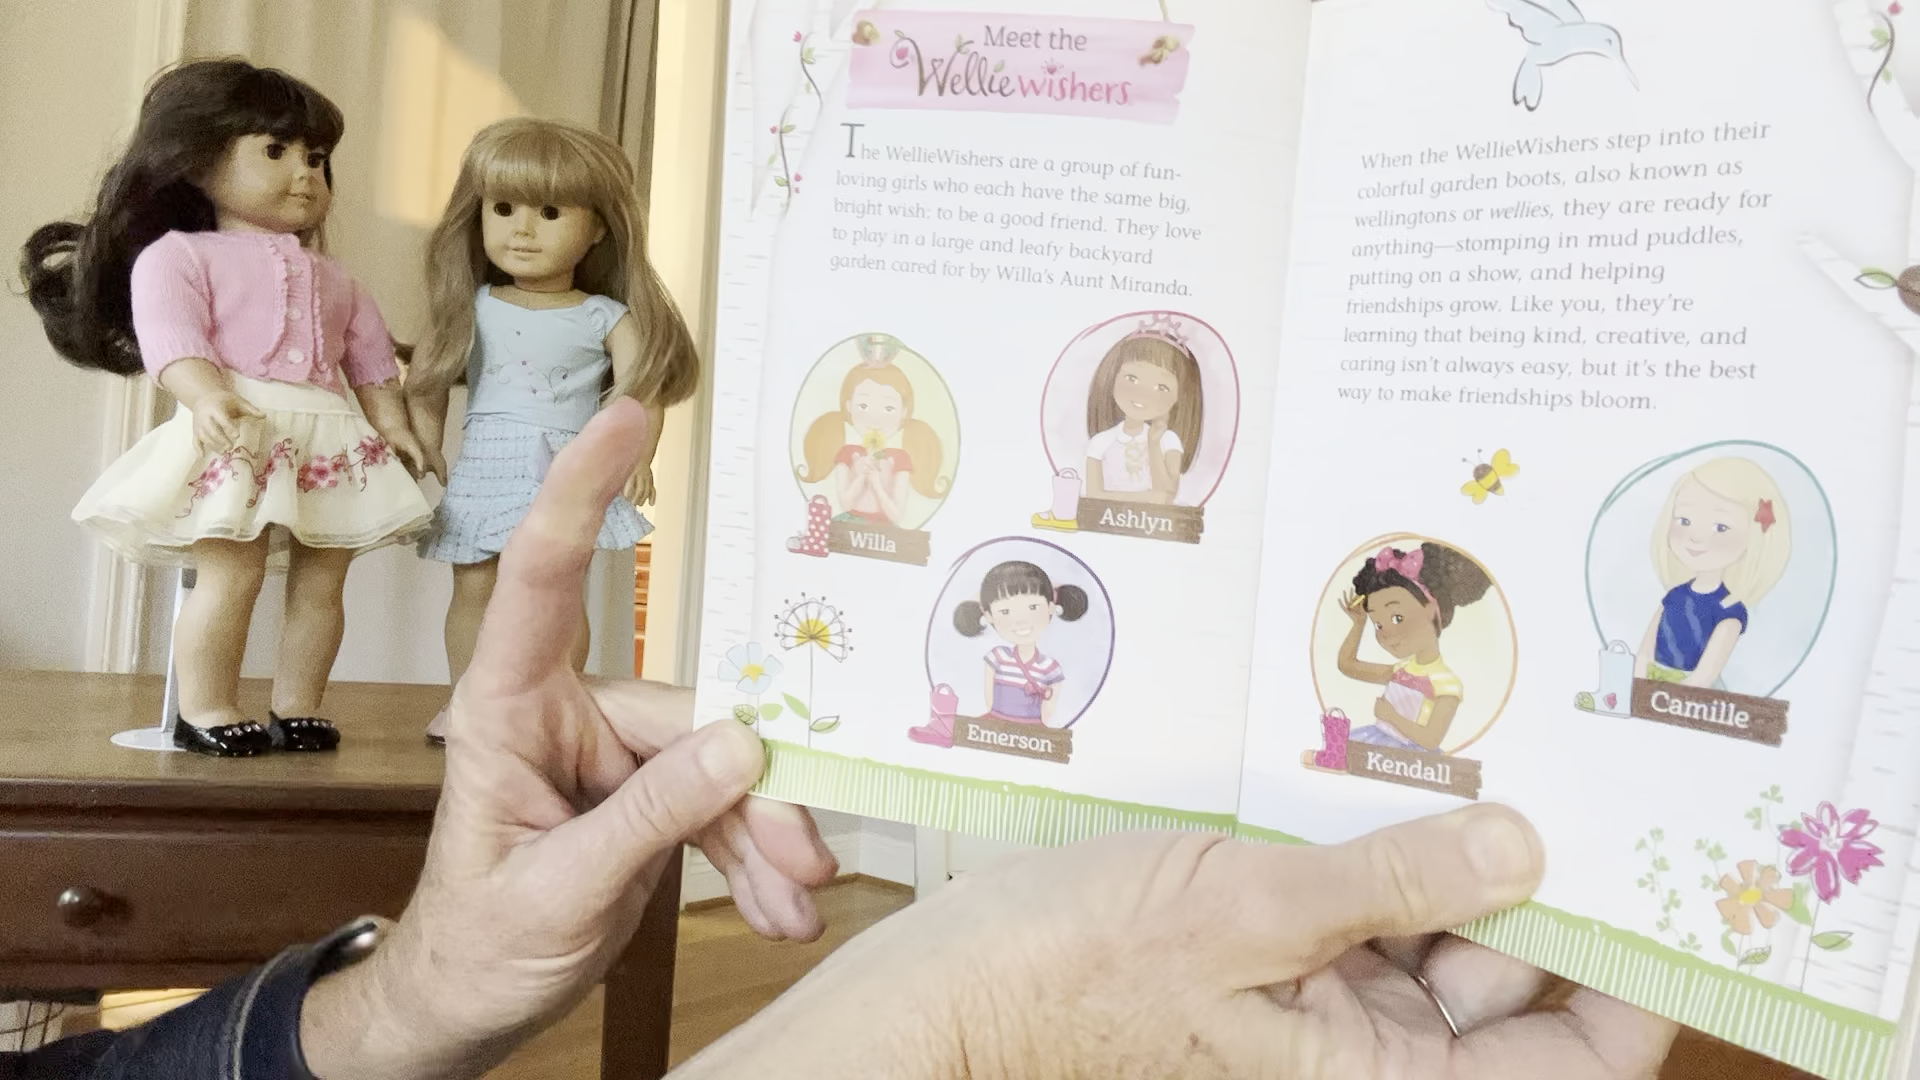 Meet the
Welliewishers
The WellieWishers are a group of fun-
loving girls who each have the same big,
bright wish: to be a good friend. They love
to play in a large and leafy backyard
garden cared for by Willa's Aunt Miranda.
Willa
Ashlyn
Emerson
When the WellieWishers step into their
colorful garden boots, also known as
wellingtons or wellies, they are ready for
anything—stomping in mud puddles,
putting on a show, and helping
friendships grow. Like you, they're
learning that being kind, creative, and
caring isn't always easy, but it's the best
way to make friendships bloom.
Kendall
Camille